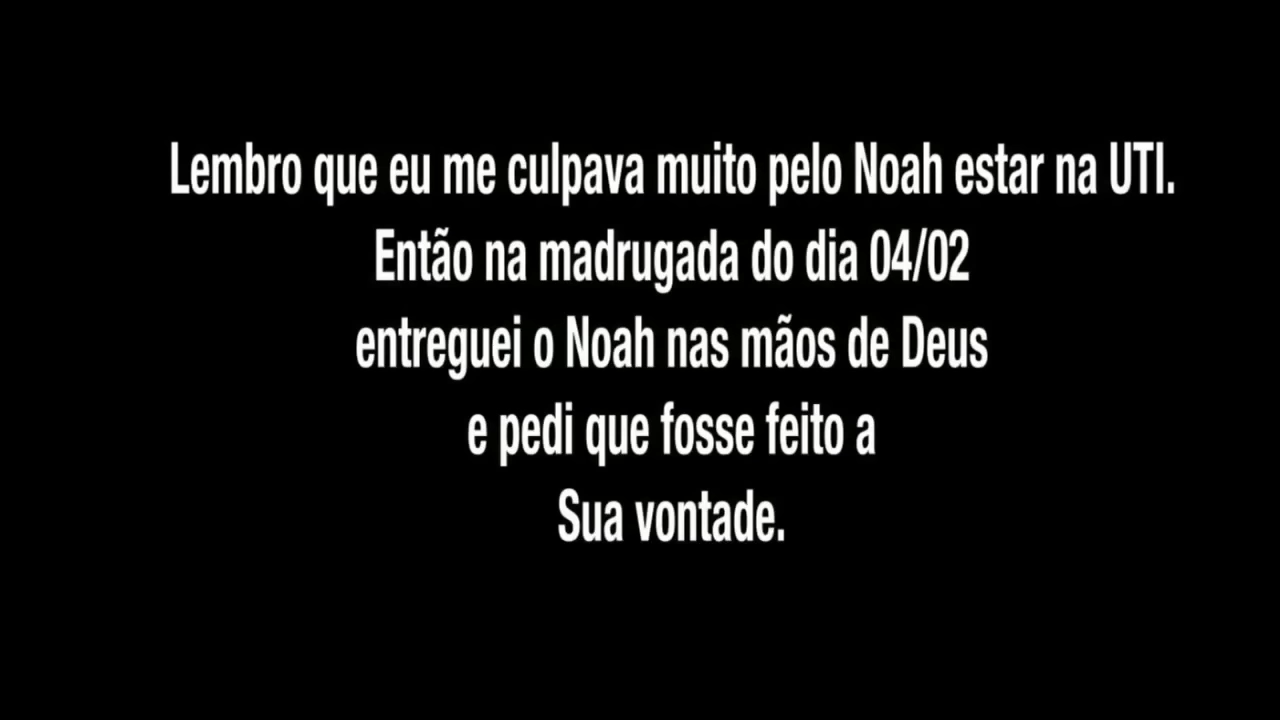 Lembro que eu me culpava muito pelo Noah estar na UTI.
Então na madrugada do dia 04/02
entreguei o Noah nas mãos de Deus
e pedi que fosse feito a
Sua vontade.